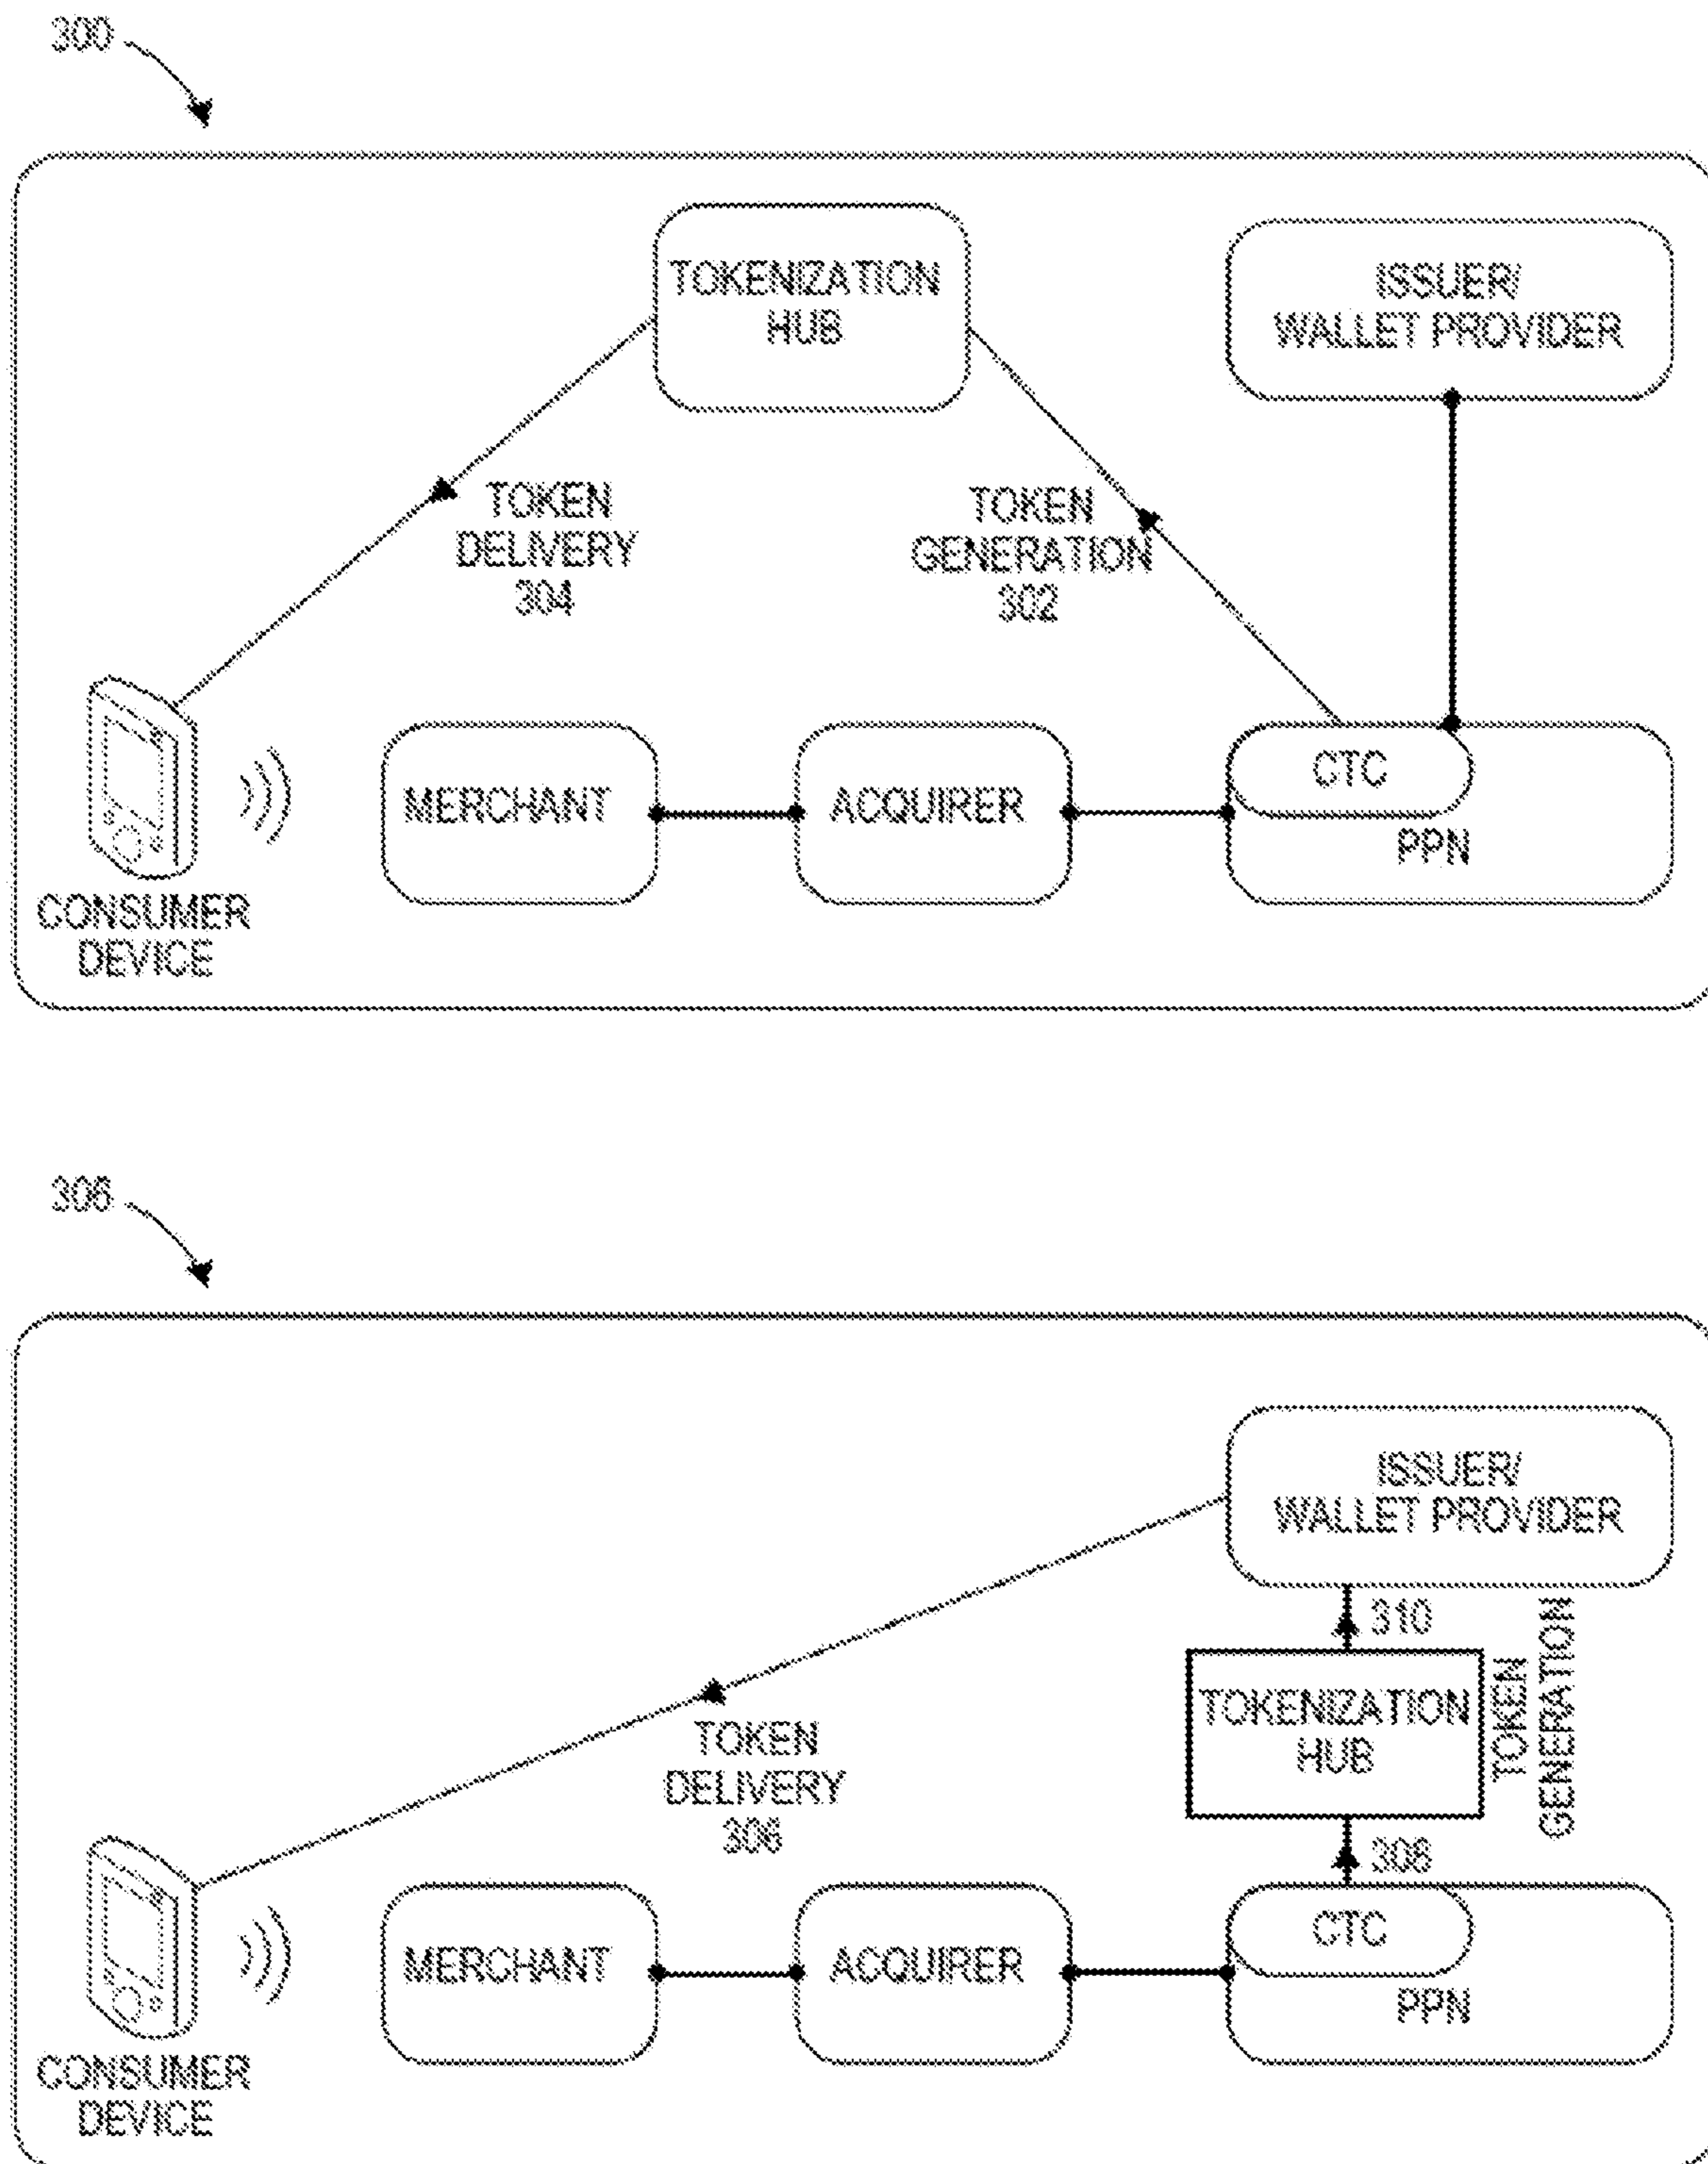 300
TOKENIZATION
HUB
ISSUER/
WALLET PROVIDER
TOKEN
DELIVERY
304
TOKEN
GENERATION
302
MERCHANT
ACQUIRER
CTC
PPN
CONSUMER
DEVICE
306
ISSUER/
WALLET PROVIDER
310
TOKENIZATION
HUB
TOKEN
GENERATION
TOKEN
DELIVERY
306
308
MERCHANT
ACQUIRER
CTC
PPN
CONSUMER
DEVICE